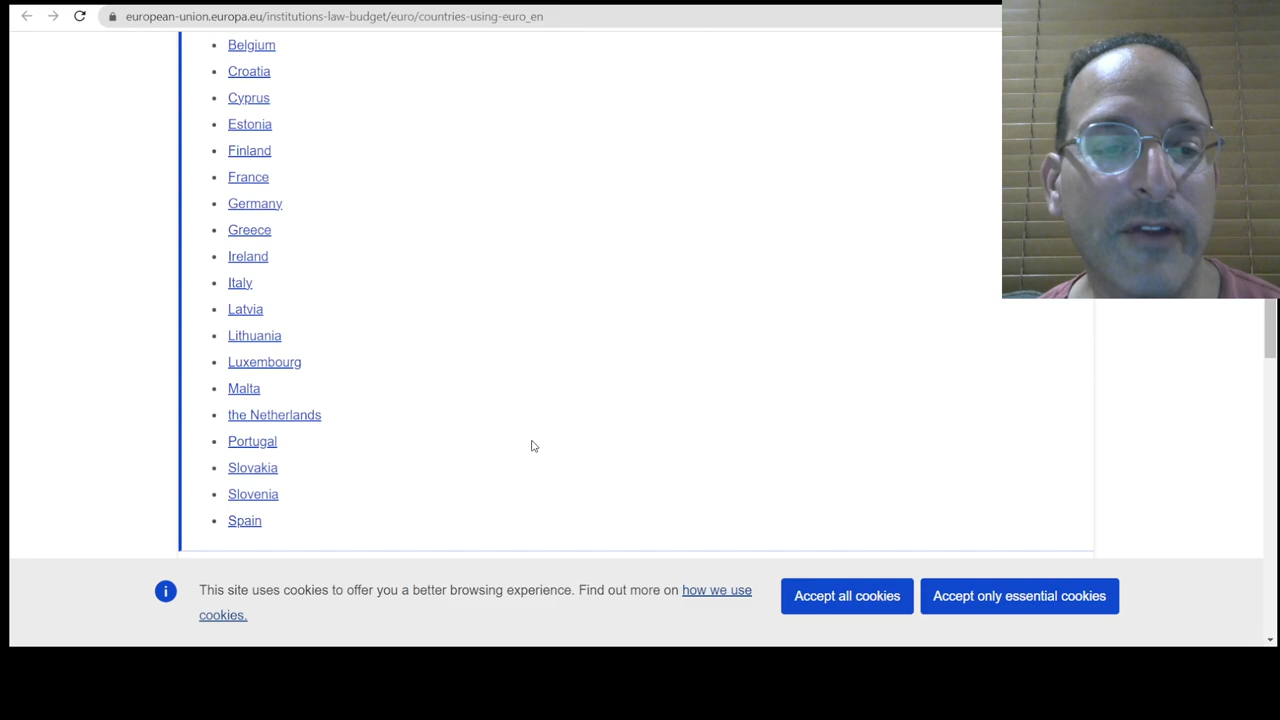 european-union.europa.eu/institutions-law-budget/euro/countries-using-euro_en
Belgium
Croatia
Cyprus
Estonia
Finland
France
Germany
Greece
Ireland
Italy
Latvia
Lithuania
Luxembourg
Malta
the Netherlands
Portugal
Slovakia
Slovenia
Spain
This site uses cookies to offer you a better browsing experience. Find out more on how we use
cookies.
Accept all cookies
Accept only essential cookies